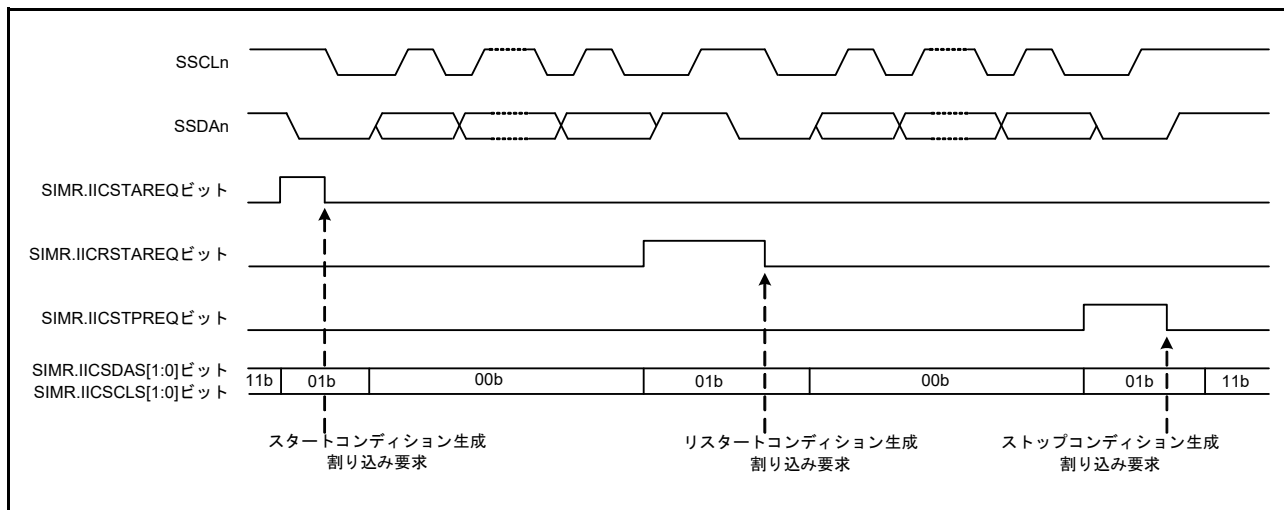 SSCLn
SSDAn
SIMR.IICSTAREQビット
SIMR.IICRSTAREQビット
SIMR.IICSTPREQビット
SIMR.IICSDAS[1:0]ビット
SIMR.IICSCLS[1:0]ビット
11b 01b 00b 01b 00b 01b 11b
スタートコンディション生成
割り込み要求
リスタートコンディション生成
割り込み要求
ストップコンディション生成
割り込み要求